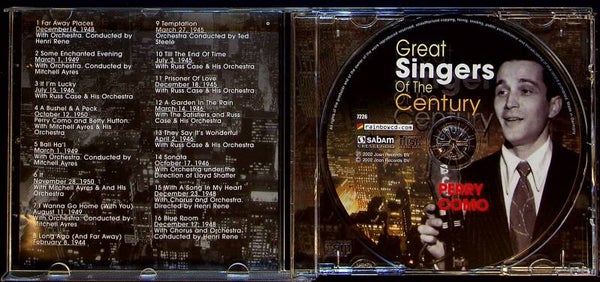 1 Far Away Places
December14, 1948
With Orchestra Conducted by
Henri Rene
2 Some Enchanted Evening
March 1, 1949
With Orchestra. Conducted by
Mitchell Ayres
3 If I'm Lucky
July 15, 1946
With Russ Case & His Orchestra
4 A Bushel & A Peck
October 12, 1950
Perry Como and Betty Hutton:
With Mitchell Ayres & His
Orchestra
5 Bali Ha'i
March 1, 1949
With Orchestra. Conducted by
Mitchell Ayres
6 If
November 28, 1950
With Mitchell Ayres & And His
Orchestra
7 I Wanna Go Home (With You)
August 11, 1949
With Orchestra: Conducted by
Mitchell Ayres
8 Long Ago (And Far Away)
February 8, 1944
9 Temptation
March 27, 1945
Orchestra Conducted by Ted
Steele
10 Till The End Of Time
July 3, 1945
With Russ Case & His Orchestra
11 Prisoner Of Love
December 18, 1945
With Russ Case & His Orchestra
12 A Garden In The Rain
March 14, 1946
With The Satisfiers and Russ
Case & His Orchestra
13 They Say It's Wonderful
April 2, 1946
With Russ Case & His Orchestra
14 Sonata
October 17, 1946
With Orchestra under the
Direction of Lloyd Shaffer
15 With A Song In My Heart
December 23, 1948
With Chorus and Orchestra.
Directed by Henri Rene
16 Blue Room
December 17, 1948
With Chorus and Orchestra.
Conducted by Henri Rene
Great
Singers
Of The
Century
7226
rainbowcd.com
sabam
2002 Joan Records BV
2002 Joan Records BV
PERRY
COMO